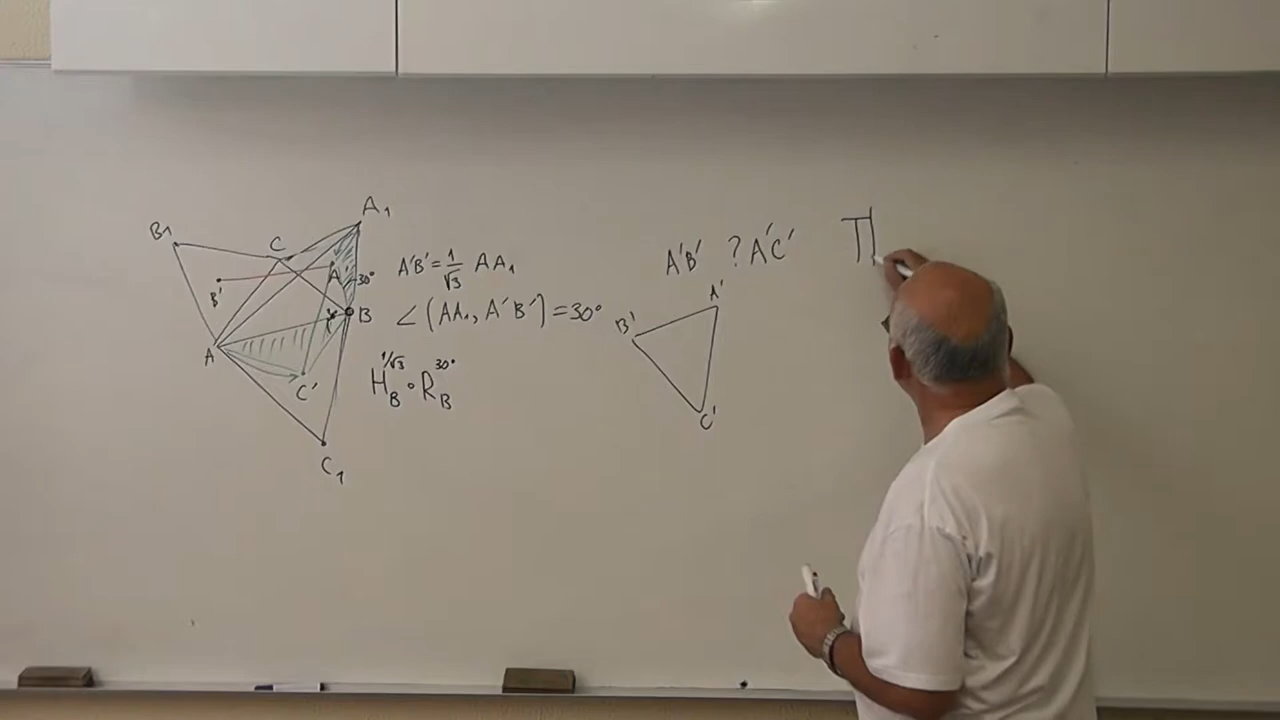 B₁
C
A₁
B'
A'
30°
B
A
C'
C₁
A'B' = 1/√3 AA₁
∠(AA₁, A'B') = 30°
H_B^{1/√3} ∘ R_B^{30°}
A'B' ? A'C'
A'
B'
C'
П